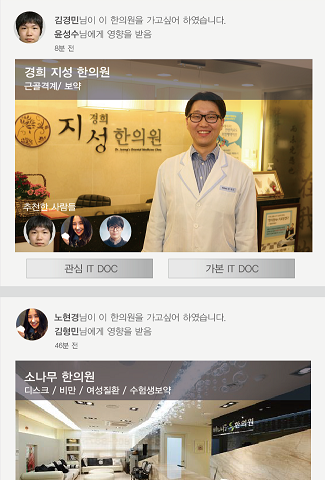 김경민님이 이 한의원을 가고싶어 하였습니다.
윤성수님에게 영향을 받음
8분 전
경희 지성 한의원
근골격계/ 보약
경희
지성 한의원
추천한 사람들
관심 IT DOC
가본 IT DOC
노현경님이 이 한의원을 가고싶어 하였습니다.
김형민님에게 영향을 받음
46분 전
소나무 한의원
디스크 / 비만 / 여성질환 / 수험생보약
한의원